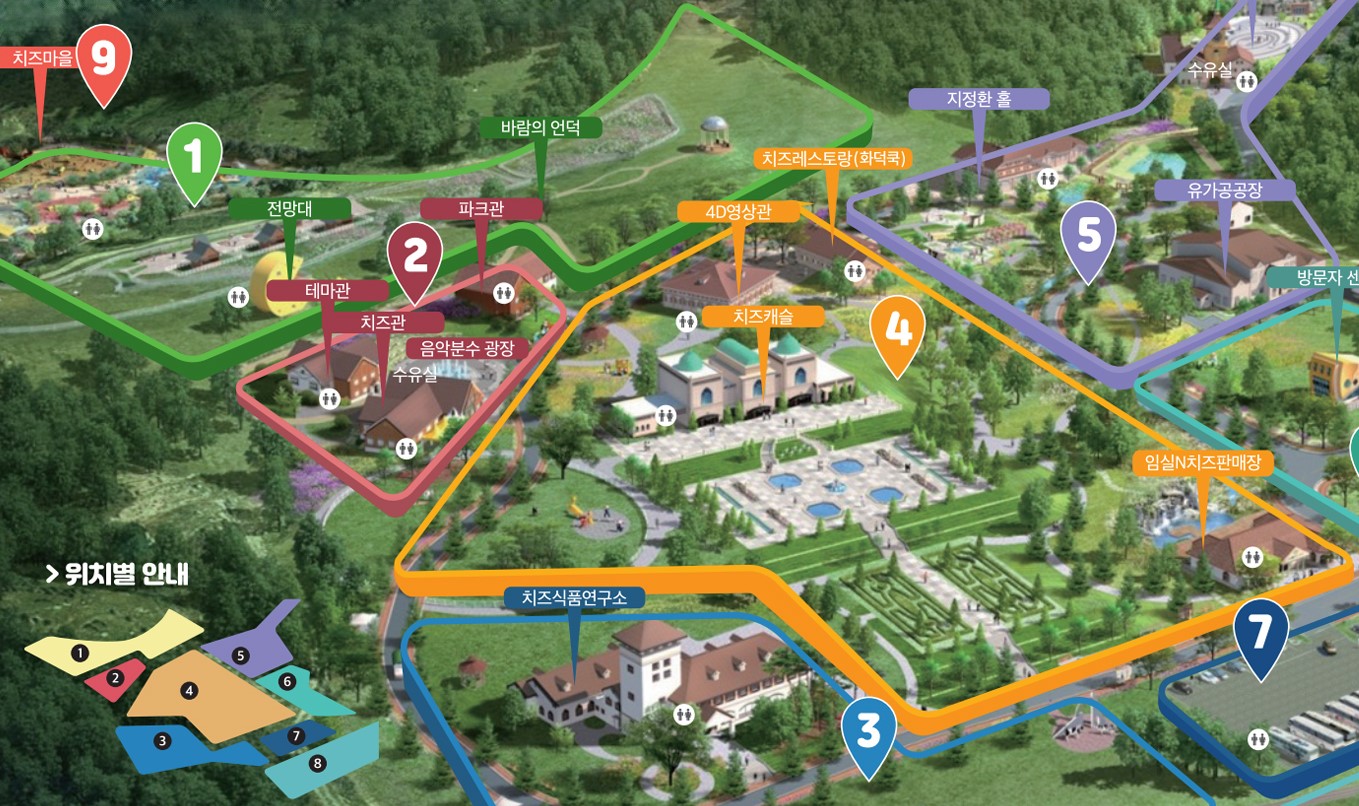 치즈마을
9
1
바람의 언덕
지정환 홀
수유실
치즈레스토랑(화덕쿡)
유가공공장
전망대
파크관
4D영상관
2
5
테마관
방문자 센
치즈관
치즈캐슬
4
음악분수 광장
수유실
임실N치즈판매장
> 위치별 안내
치즈식품연구소
7
3
1
2
3
4
5
6
7
8